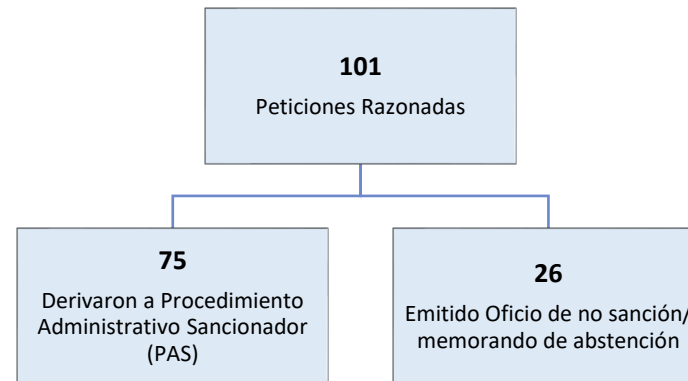 101
Peticiones Razonadas
75
Derivaron a Procedimiento
Administrativo Sancionador
(PAS)
26
Emitido Oficio de no sanción/
memorando de abstención